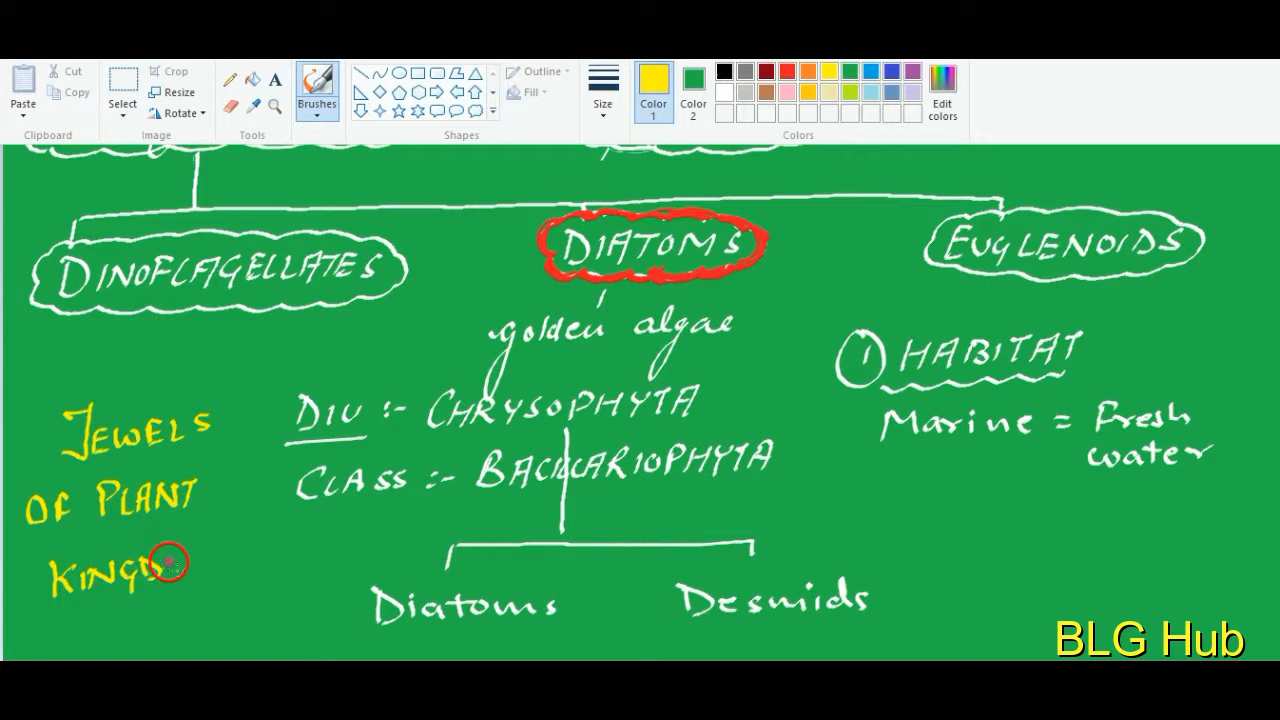 Cut
Copy
Paste
Clipboard
Crop
Resize
Rotate
Select
Image
Tools
Brushes
Shapes
Outline
Fill
Size
Color
1
Color
2
Edit
colors
Colors
DINOFLAGELLATES
DIATOMS
EUGLENOIDS
golden algae
DIV :- CHRYSOPHYTA
CLASS :- BACILLARIOPHYTA
Diatoms
Desmids
JEWELS
OF PLANT
KINGD
① HABITAT
Marine = Fresh
water
BLG Hub